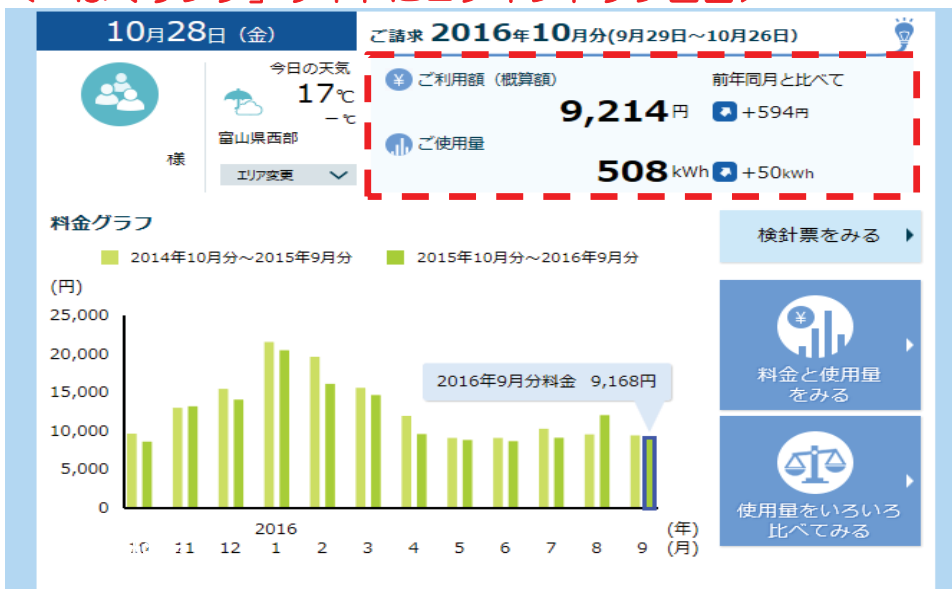 10月28日（金）
ご請求 2016年10月分(9月29日～10月26日)
今日の天気
17℃
－℃
富山県西部
様
エリア変更
¥ ご利用額（概算額）
前年同月と比べて
9,214円
+594円
ご使用量
508kWh
+50kWh
料金グラフ
検針票をみる
2014年10月分～2015年9月分
2015年10月分～2016年9月分
(円)
25,000
20,000
15,000
10,000
5,000
0
2016年9月分料金 9,168円
2016
(年)
10 11 12 1 2 3 4 5 6 7 8 9 (月)
¥
料金と使用量
をみる
使用量をいろいろ
比べてみる